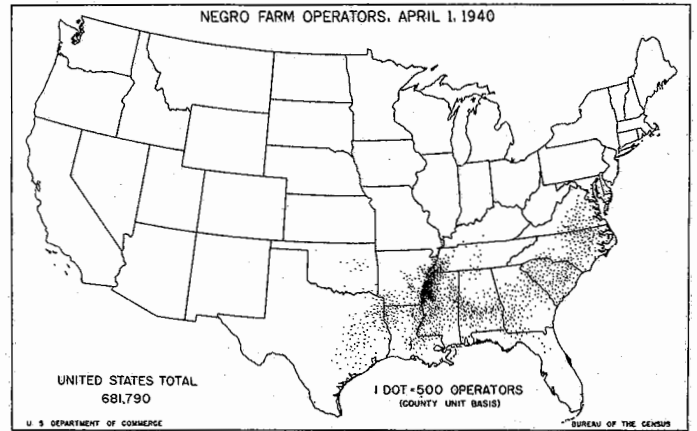 NEGRO FARM OPERATORS, APRIL 1, 1940
UNITED STATES TOTAL
681,790
1 DOT = 500 OPERATORS
(COUNTY UNIT BASIS)
U S DEPARTMENT OF COMMERCE
BUREAU OF THE CENSUS